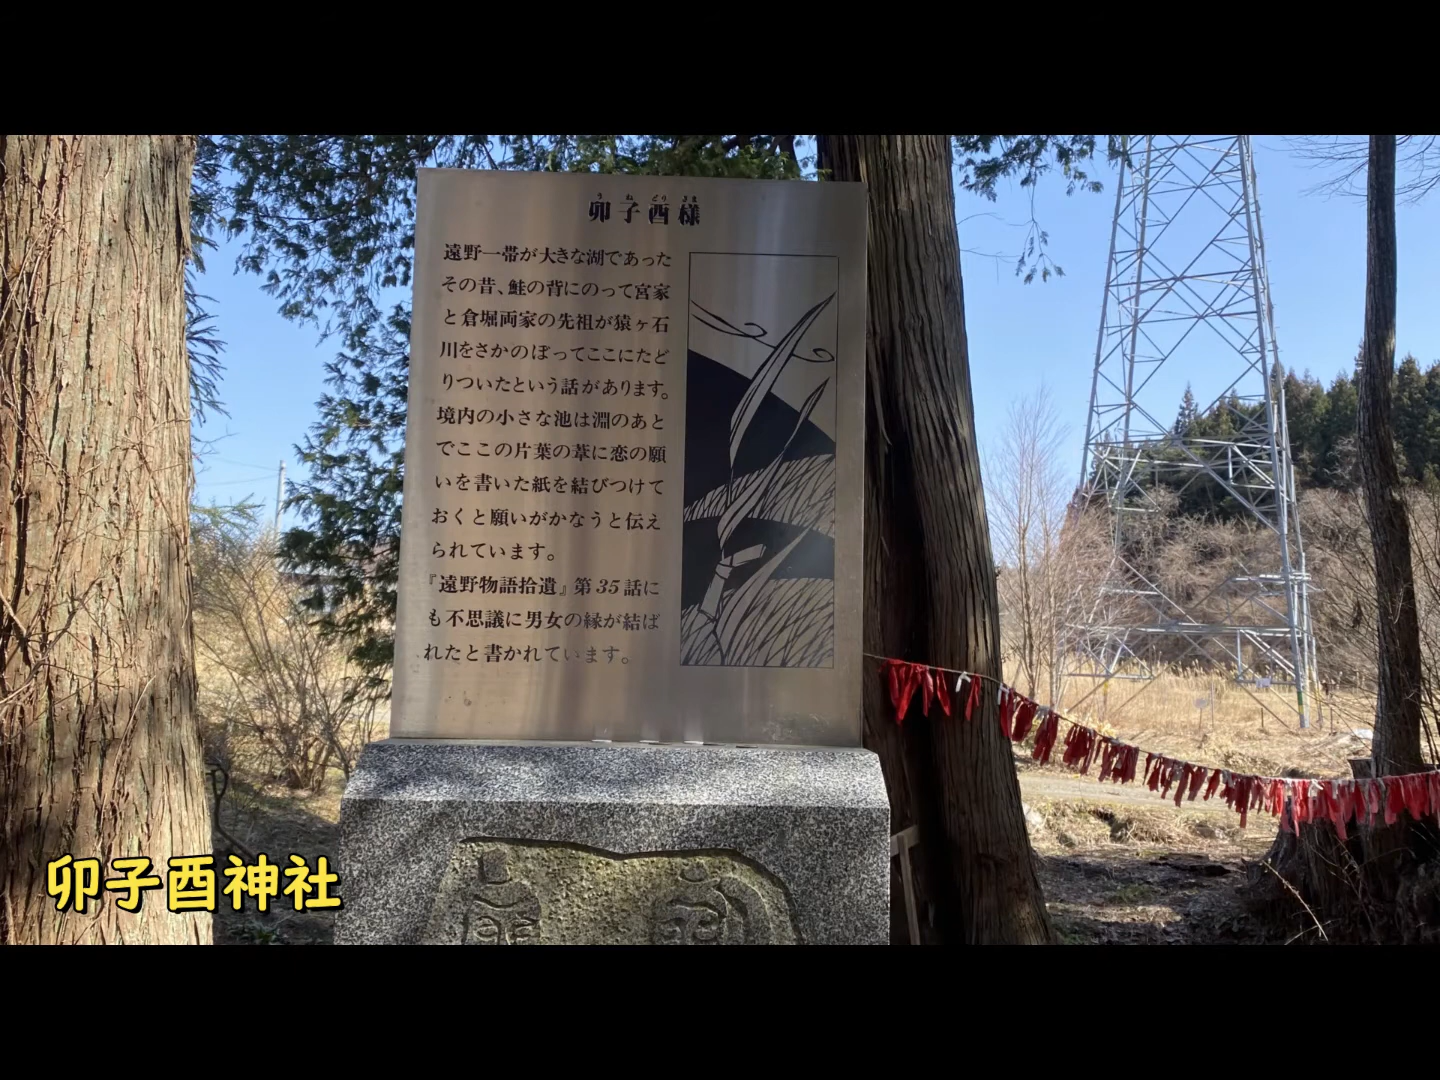 卯子酉様
うねどりさま
遠野一帯が大きな湖であった
その昔、鮭の背にのって宮家
と倉堀両家の先祖が猿ヶ石
川をさかのぼってここにたど
りついたという話があります。
境内の小さな池は淵のあと
でここの片葉の葦に恋の願
いを書いた紙を結びつけて
おくと願いがかなうと伝え
られています。
『遠野物語拾遺』第35話に
も不思議に男女の縁が結ば
れたと書かれています。
卯子酉神社